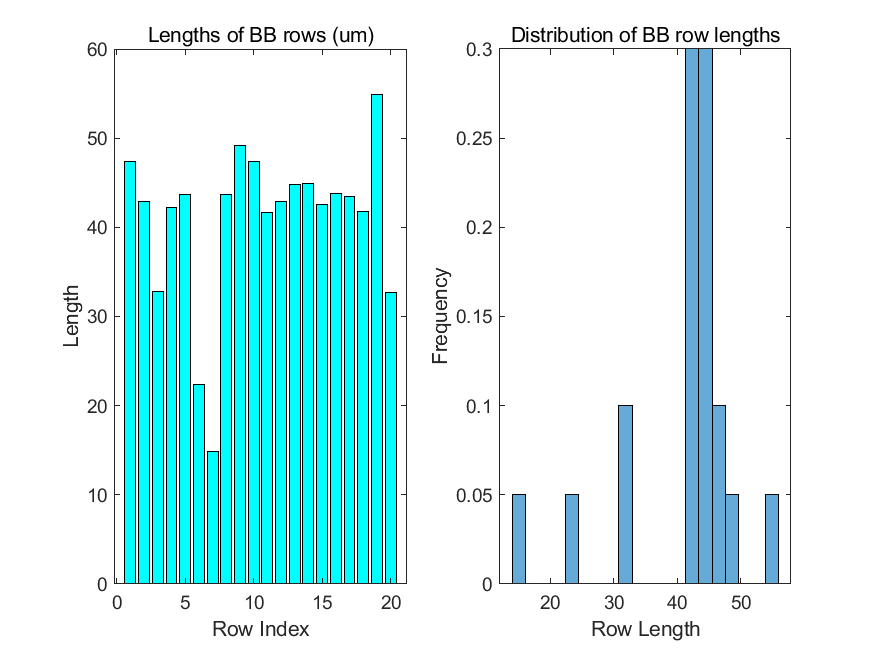 Lengths of BB rows (um)
60
50
40
30
20
10
0
Length
0 5 10 15 20
Row Index
Distribution of BB row lengths
0.3
0.25
0.2
0.15
0.1
0.05
0
Frequency
20 30 40 50
Row Length